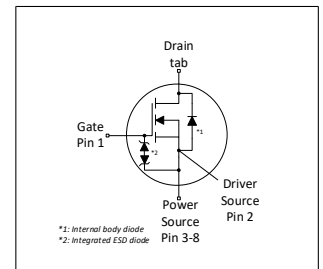 Drain
tab
*1
Gate
Pin 1
*2
Driver
Source
Pin 2
Power
Source
Pin 3-8
*1: Internal body diode
*2: Integrated ESD diode